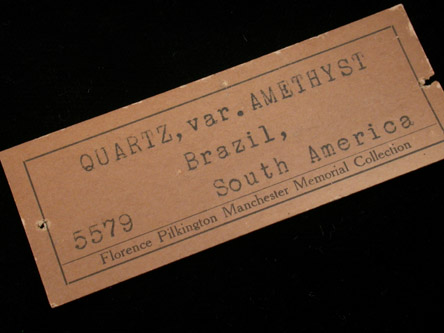 QUARTZ, var. AMETHYST
Brazil,
South America
5579
Florence Pilkington Manchester Memorial Collection